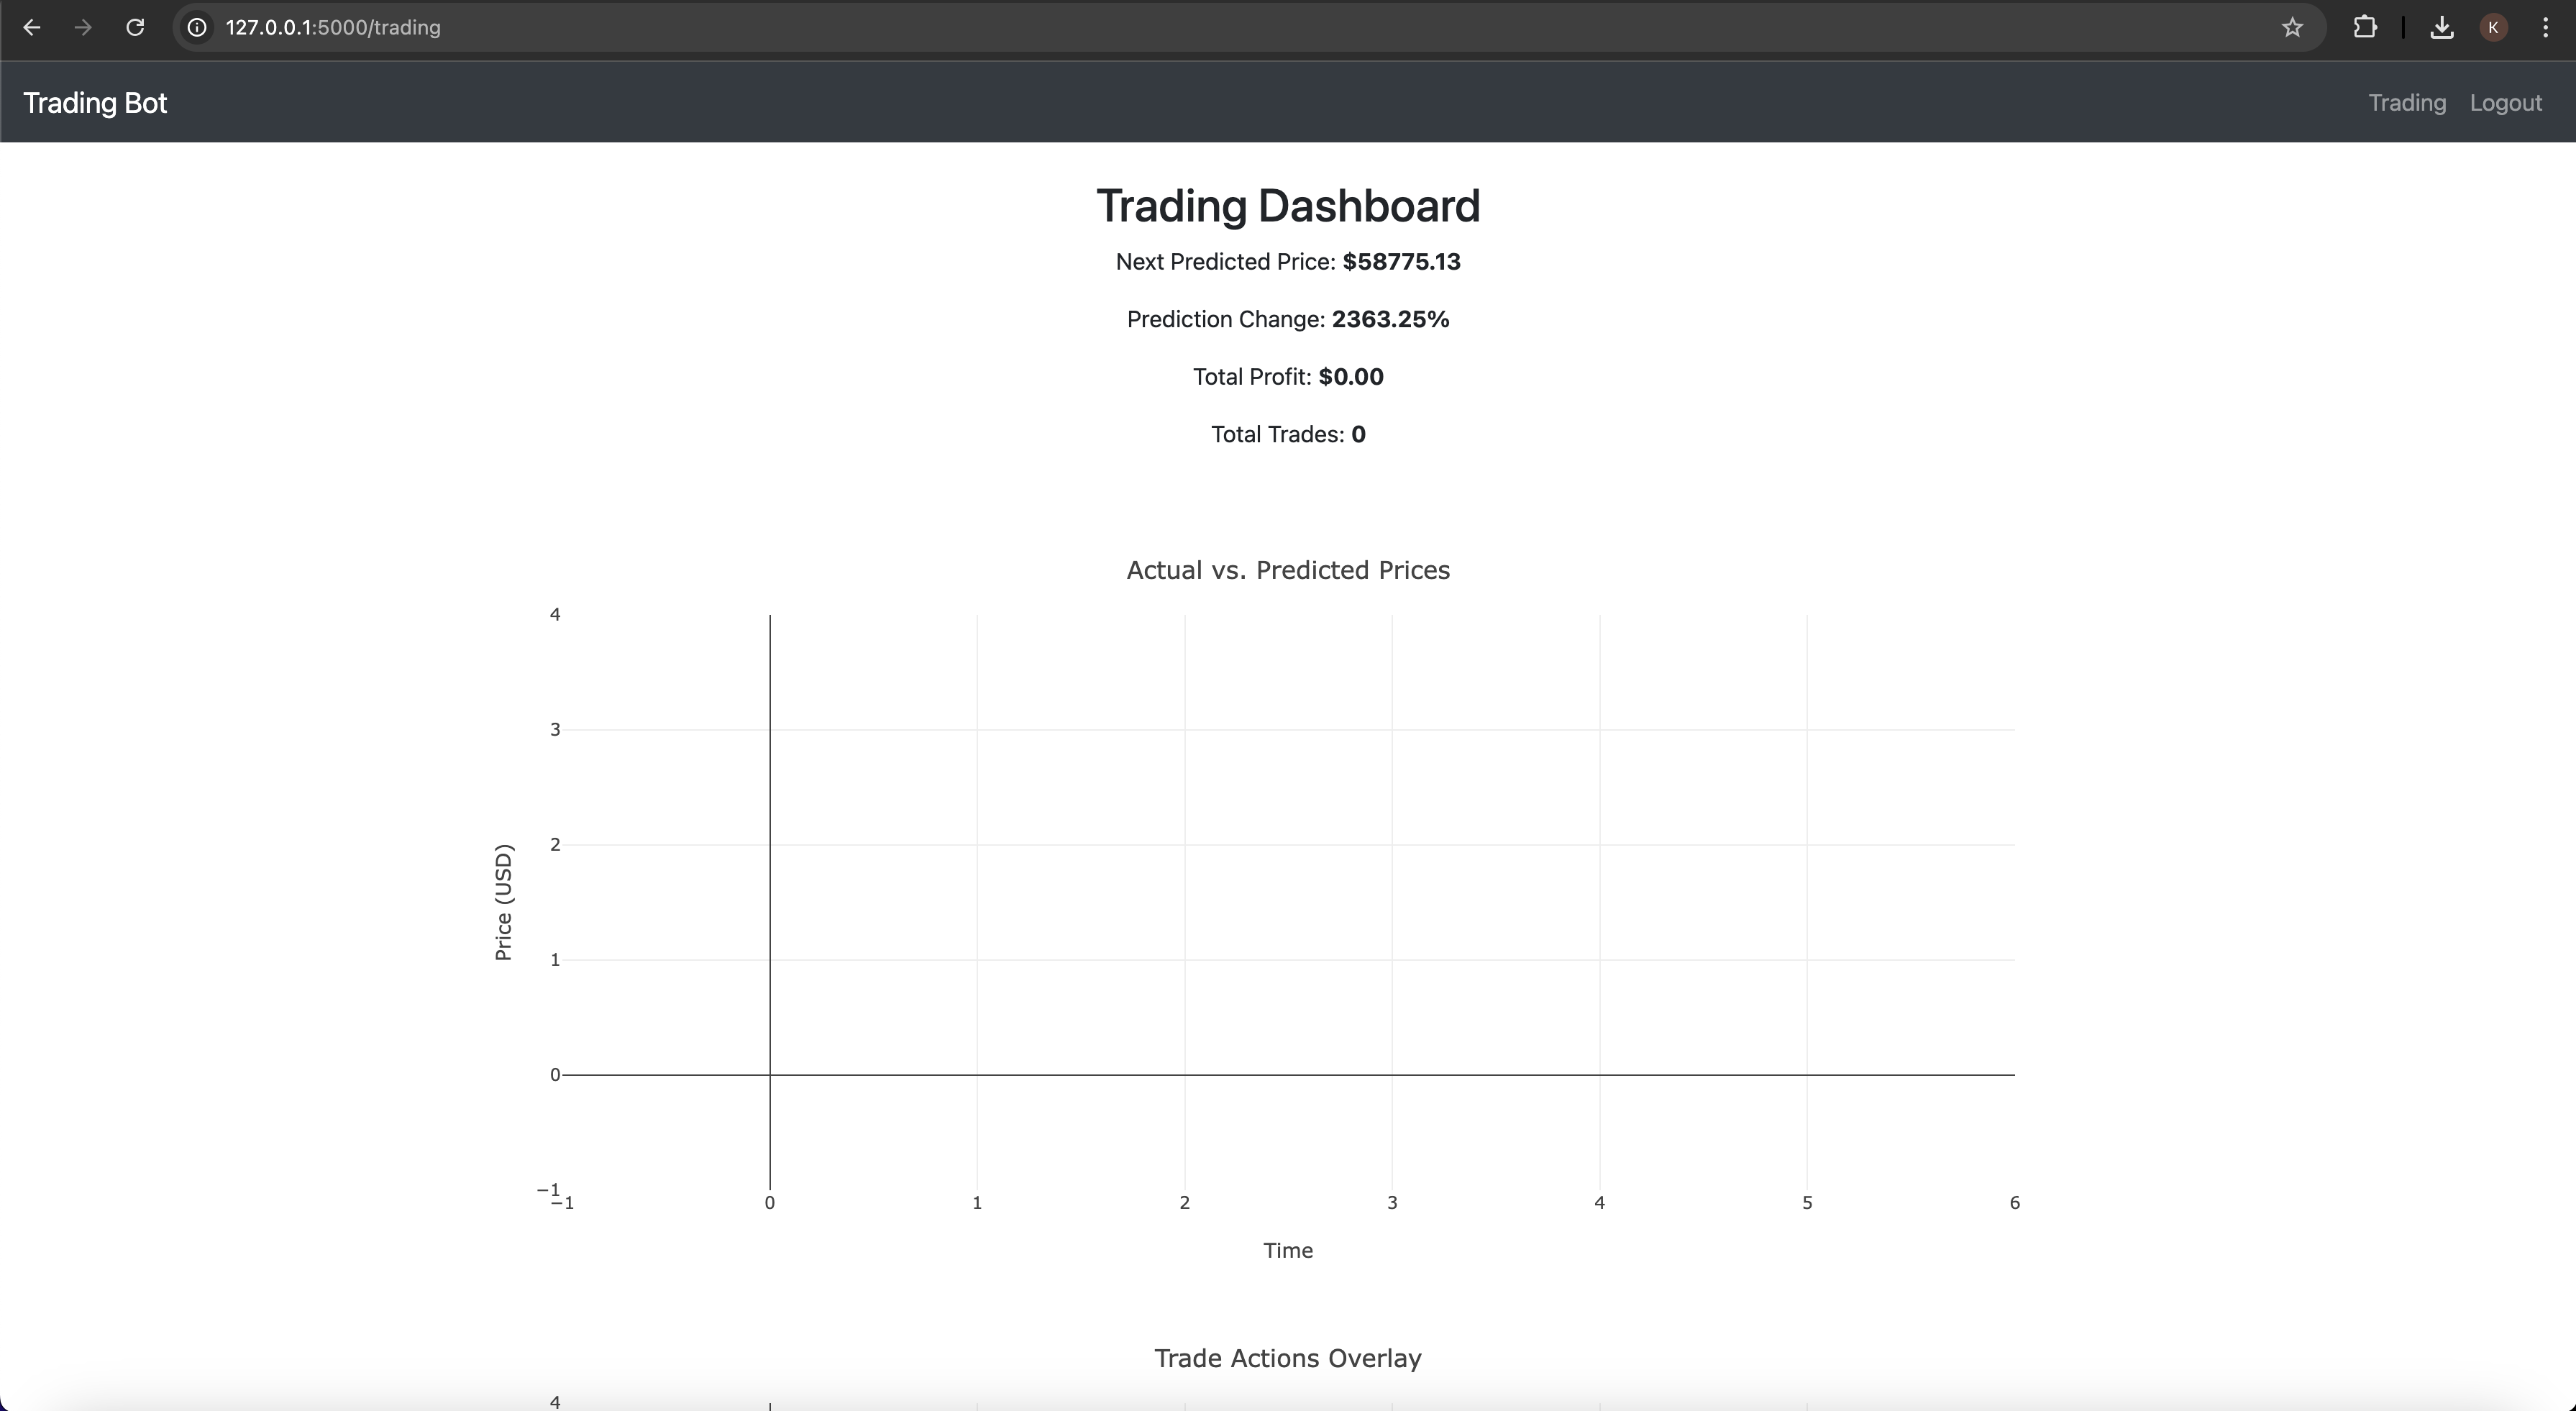 127.0.0.1:5000/trading
K
Trading Bot
Trading Logout
Trading Dashboard
Next Predicted Price: $58775.13
Prediction Change: 2363.25%
Total Profit: $0.00
Total Trades: 0
Actual vs. Predicted Prices
4
3
2
1
0
−1
Price (USD)
−1 0 1 2 3 4 5 6
Time
Trade Actions Overlay
4